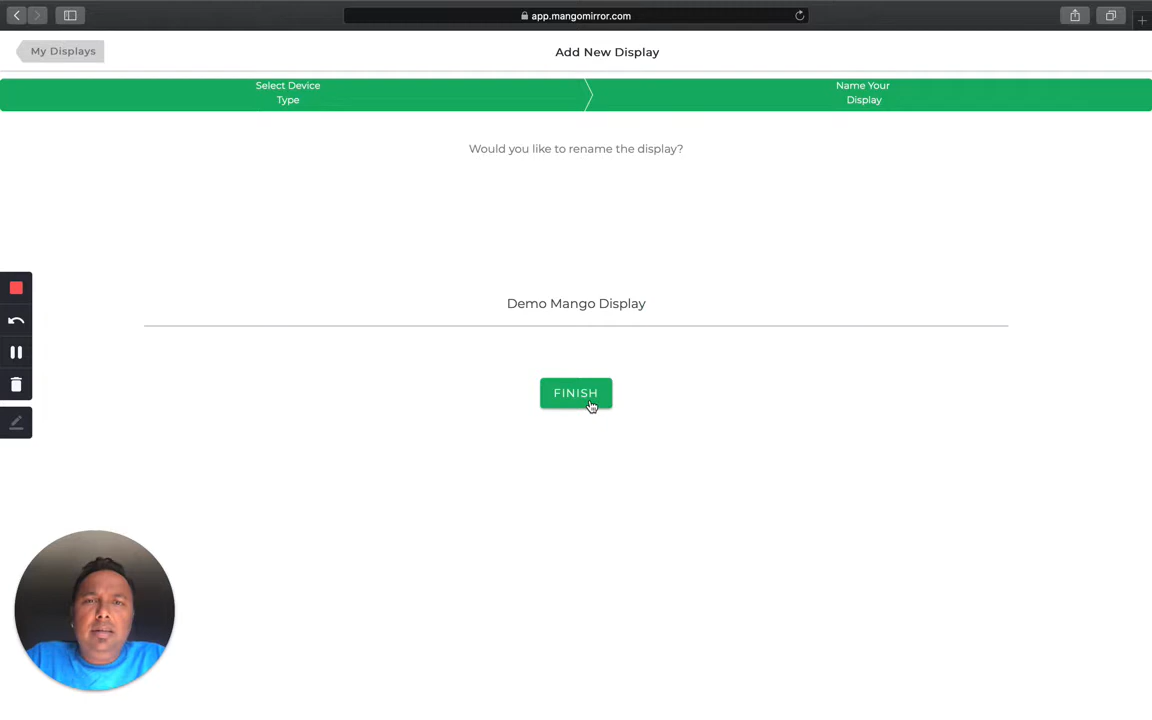 app.mangomirror.com
My Displays
Add New Display
Select Device
Type
Name Your
Display
Would you like to rename the display?
Demo Mango Display
FINISH